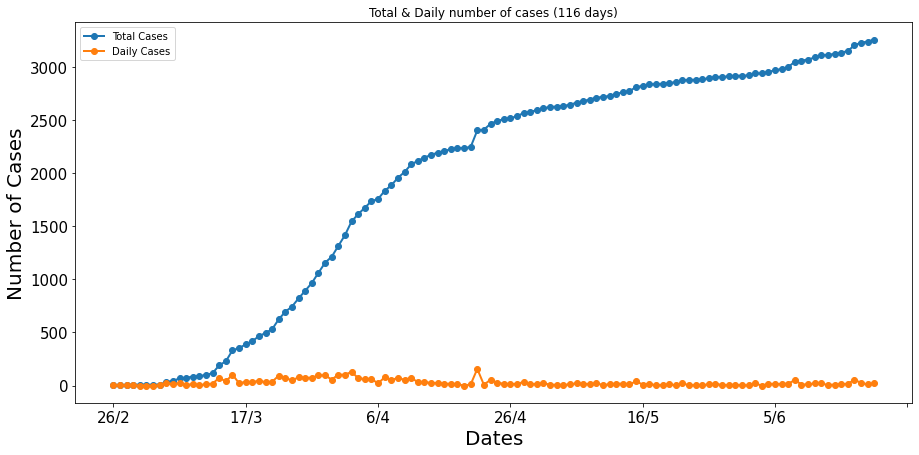 Total & Daily number of cases (116 days)
Total Cases
Daily Cases
Number of Cases
3000
2500
2000
1500
1000
500
0
26/2 17/3 6/4 26/4 16/5 5/6
Dates